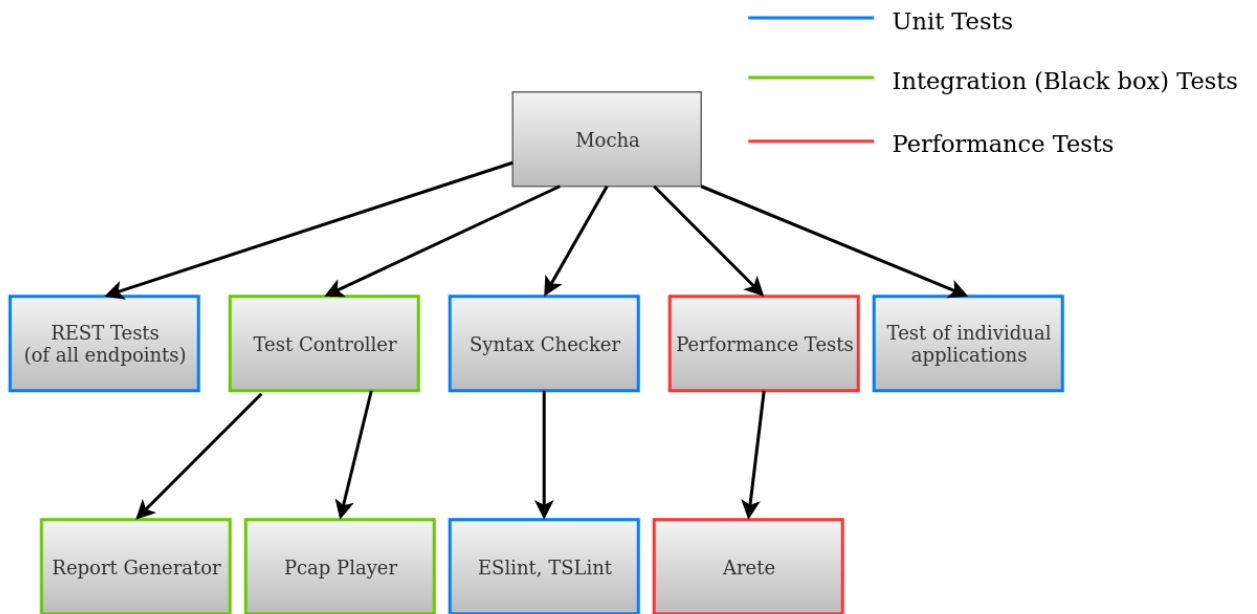 Unit Tests
Integration (Black box) Tests
Performance Tests
Mocha
REST Tests
(of all endpoints)
Test Controller
Syntax Checker
Performance Tests
Test of individual
applications
Report Generator
Pcap Player
ESlint, TSLint
Arete